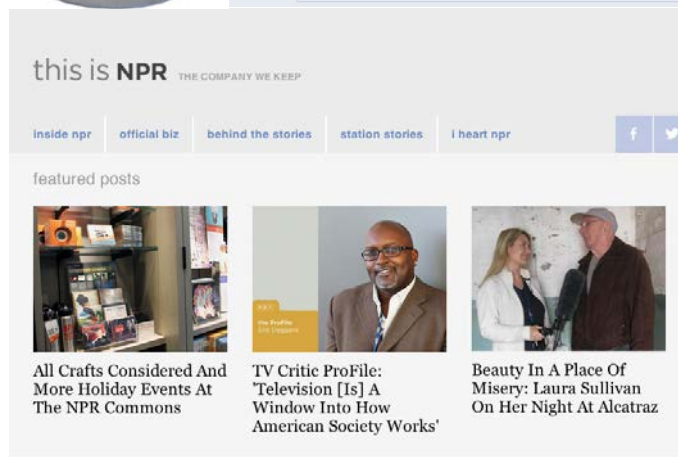 this is NPR THE COMPANY WE KEEP
inside npr official biz behind the stories station stories i heart npr
featured posts
All Crafts Considered And
More Holiday Events At
The NPR Commons
TV Critic ProFile:
'Television [Is] A
Window Into How
American Society Works'
Beauty In A Place Of
Misery: Laura Sullivan
On Her Night At Alcatraz